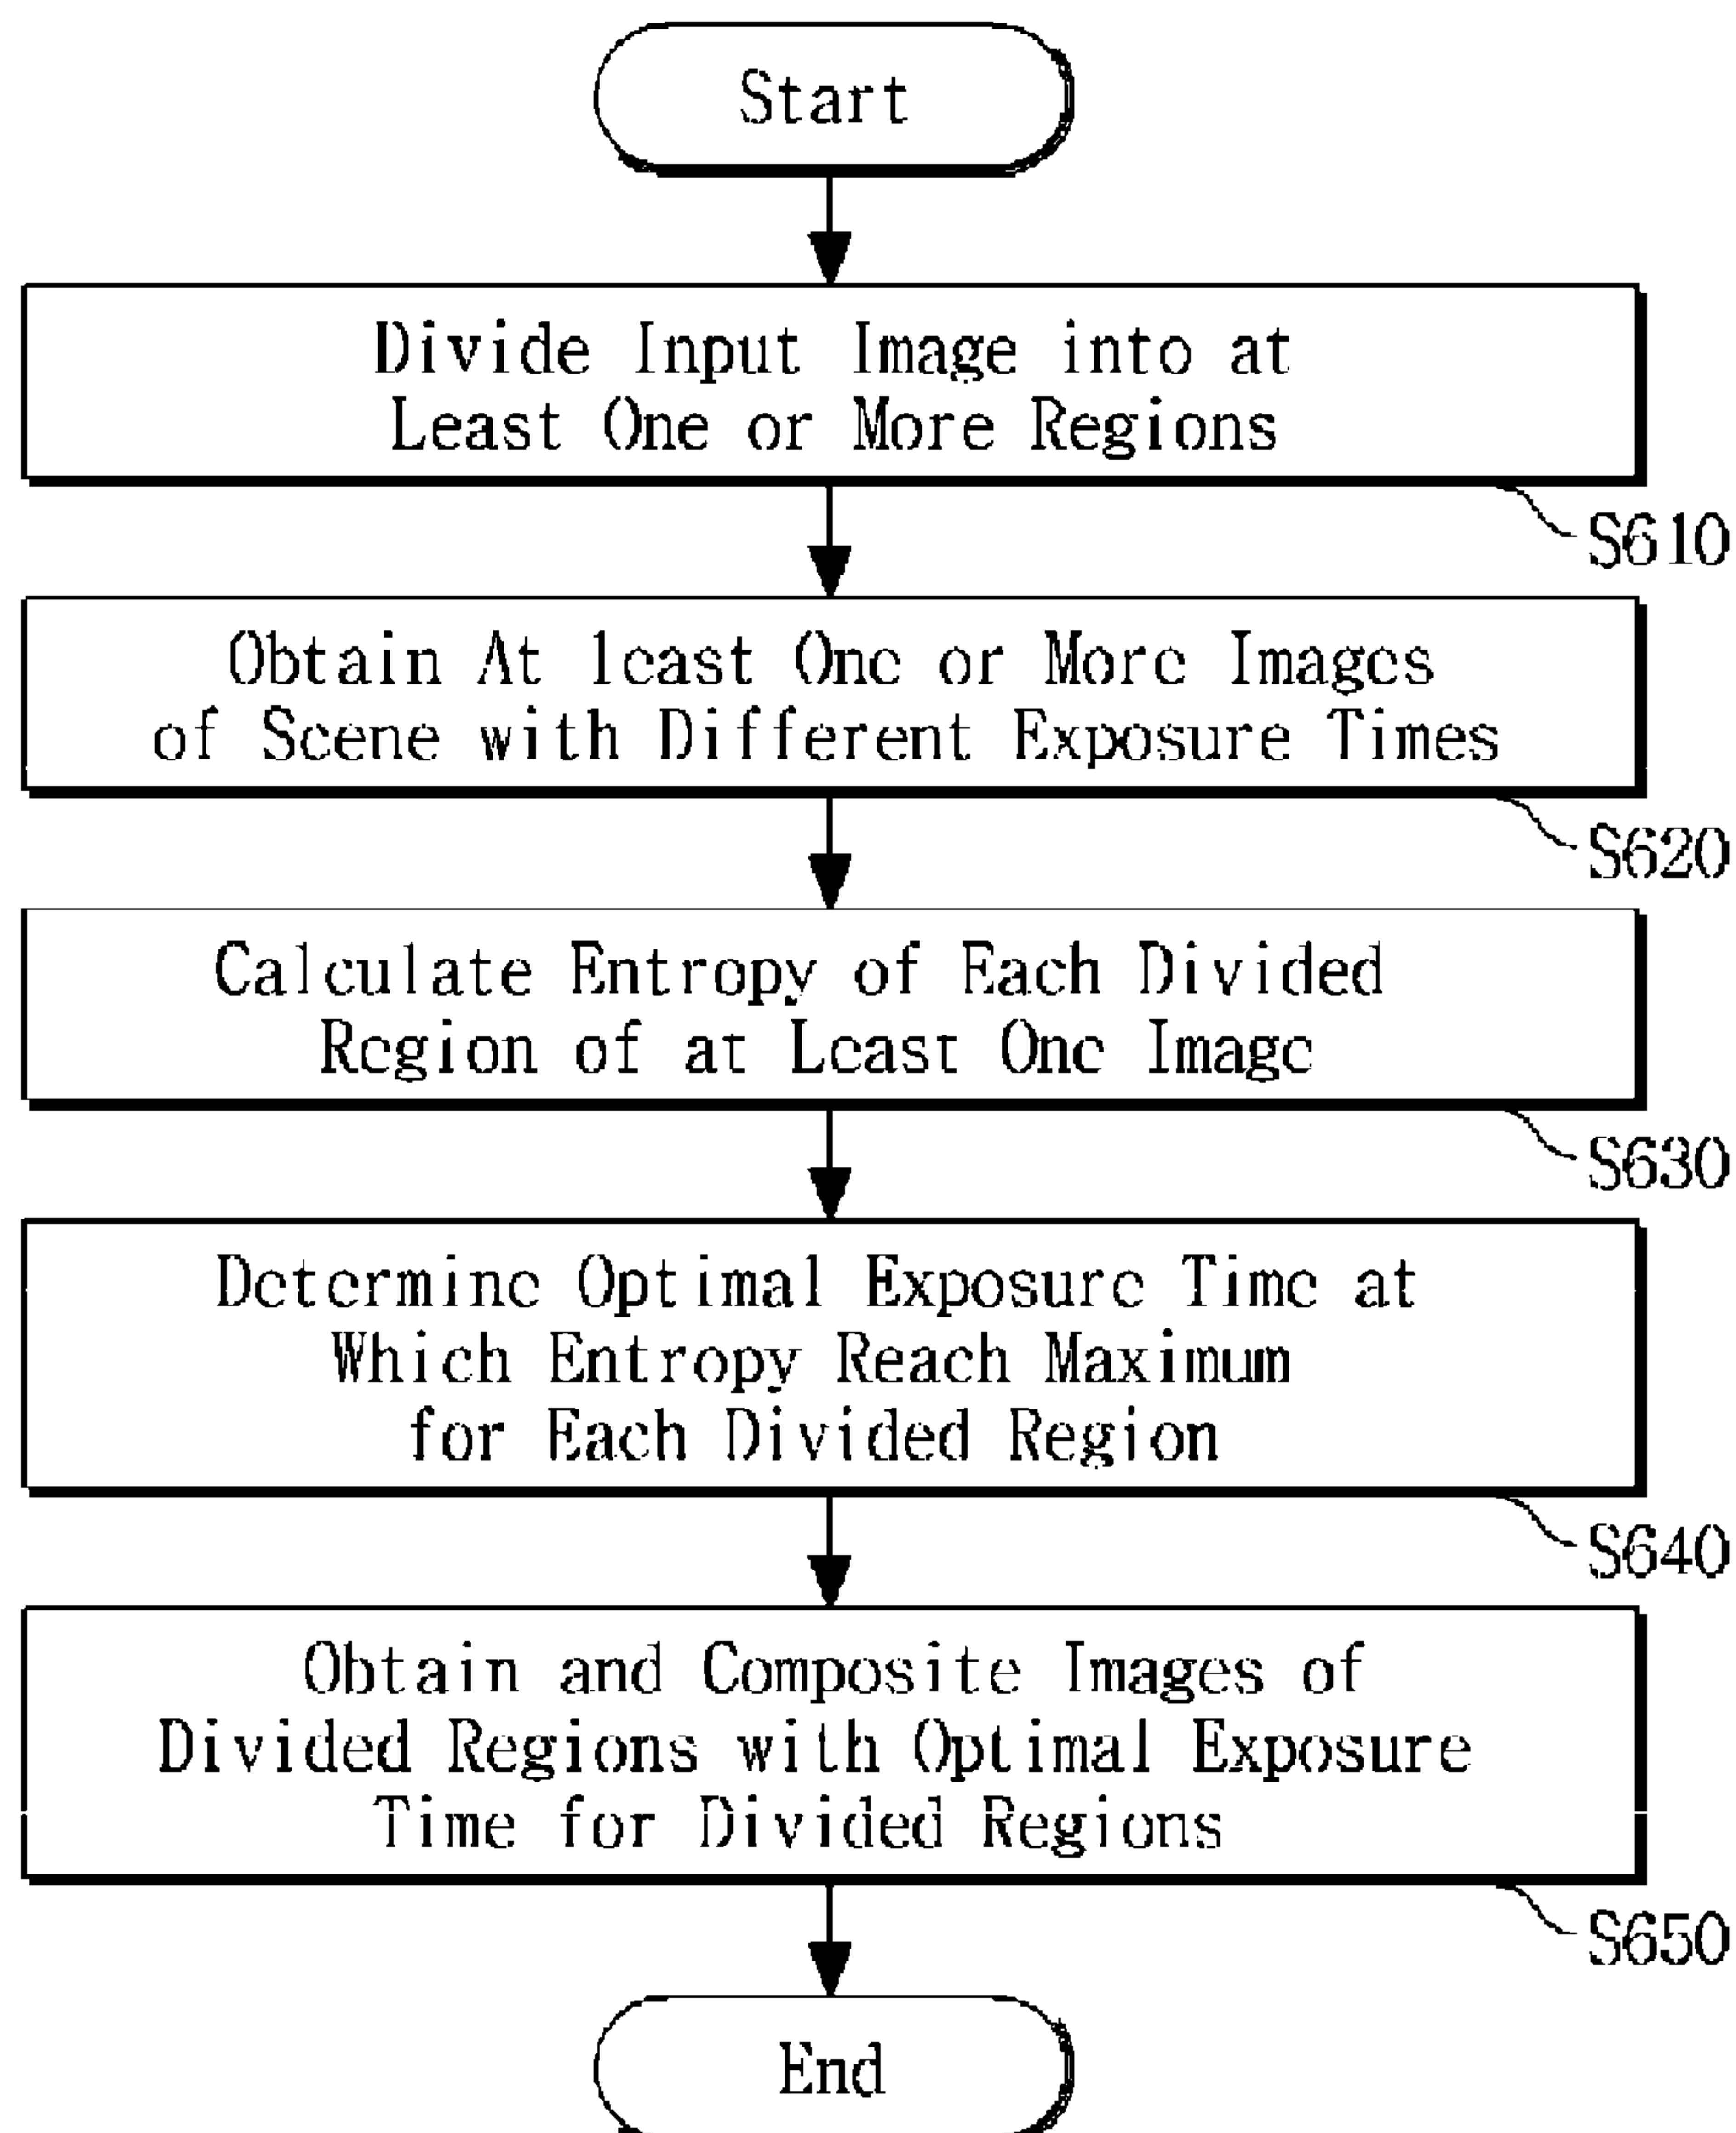 Start
Divide Input Image into at
Least One or More Regions
S610
Obtain At least One or More Images
of Scene with Different Exposure Times
S620
Calculate Entropy of Each Divided
Region of at Least One Image
S630
Determine Optimal Exposure Time at
Which Entropy Reach Maximum
for Each Divided Region
S640
Obtain and Composite Images of
Divided Regions with Optimal Exposure
Time for Divided Regions
S650
End